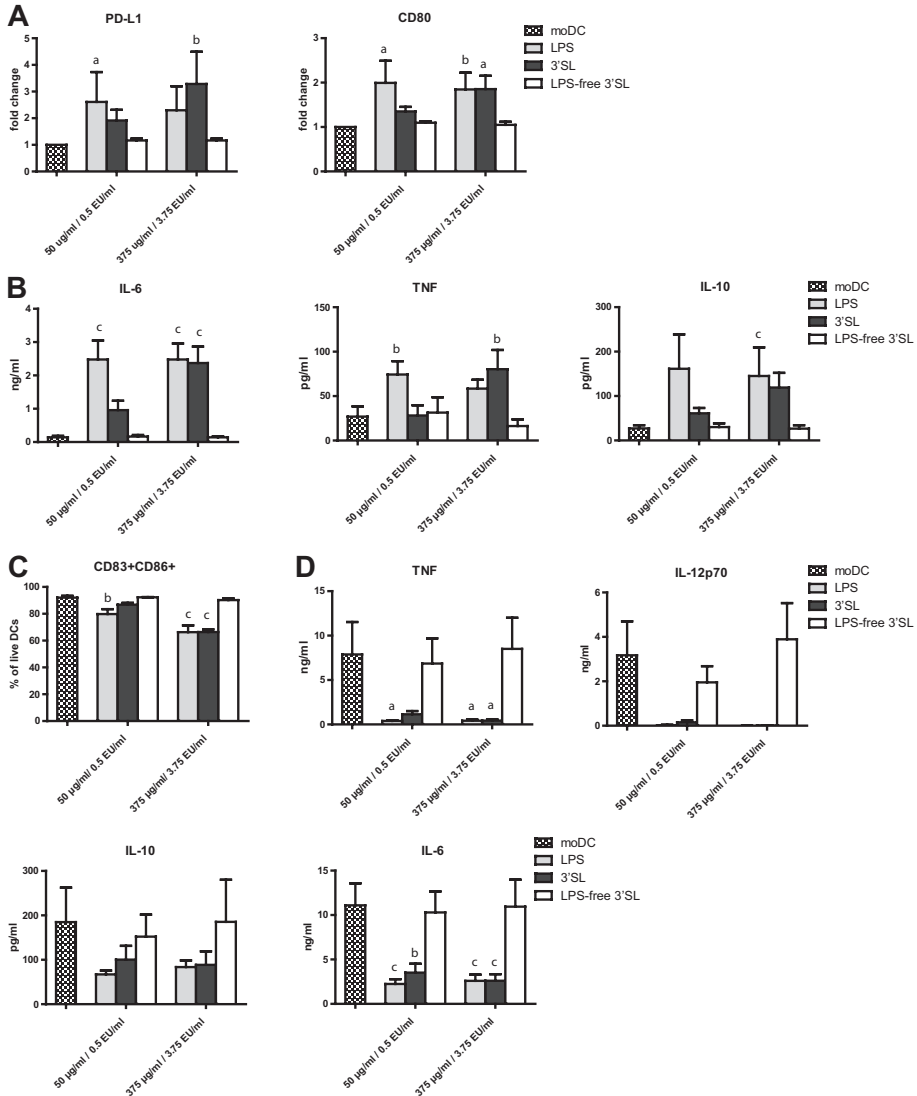 A
PD-L1
fold change
5
4
3
2
1
0
a
b
50 ug/ml / 0.5 EU/ml
375 µg/ml / 3.75 EU/ml
CD80
fold change
3
2
1
0
a
b
a
50 ug/ml / 0.5 EU/ml
375 µg/ml / 3.75 EU/ml
moDC
LPS
3'SL
LPS-free 3'SL
B
IL-6
ng/ml
4
3
2
1
0
c
c
c
50 µg/ml / 0.5 EU/ml
375 µg/ml / 3.75 EU/ml
TNF
pg/ml
150
100
50
0
b
b
50 µg/ml / 0.5 EU/ml
375 µg/ml / 3.75 EU/ml
IL-10
pg/ml
300
200
100
0
c
50 µg/ml / 0.5 EU/ml
375 µg/ml / 3.75 EU/ml
moDC
LPS
3'SL
LPS-free 3'SL
C
CD83+CD86+
% of live DCs
100
80
60
40
20
0
b
c
c
50 µg/ml/ 0.5 EU/ml
375 µg/ml/ 3.75 EU/ml
D
TNF
ng/ml
15
10
5
0
a
a
a
50 µg/ml / 0.5 EU/ml
375 µg/ml / 3.75 EU/ml
IL-12p70
ng/ml
6
4
2
0
50 µg/ml / 0.5 EU/ml
375 µg/ml / 3.75 EU/ml
moDC
LPS
3'SL
LPS-free 3'SL
IL-10
pg/ml
300
200
100
0
50 µg/ml / 0.5 EU/ml
375 µg/ml / 3.75 EU/ml
IL-6
ng/ml
15
10
5
0
c
b
c
c
50 µg/ml / 0.5 EU/ml
375 µg/ml / 3.75 EU/ml
moDC
LPS
3'SL
LPS-free 3'SL